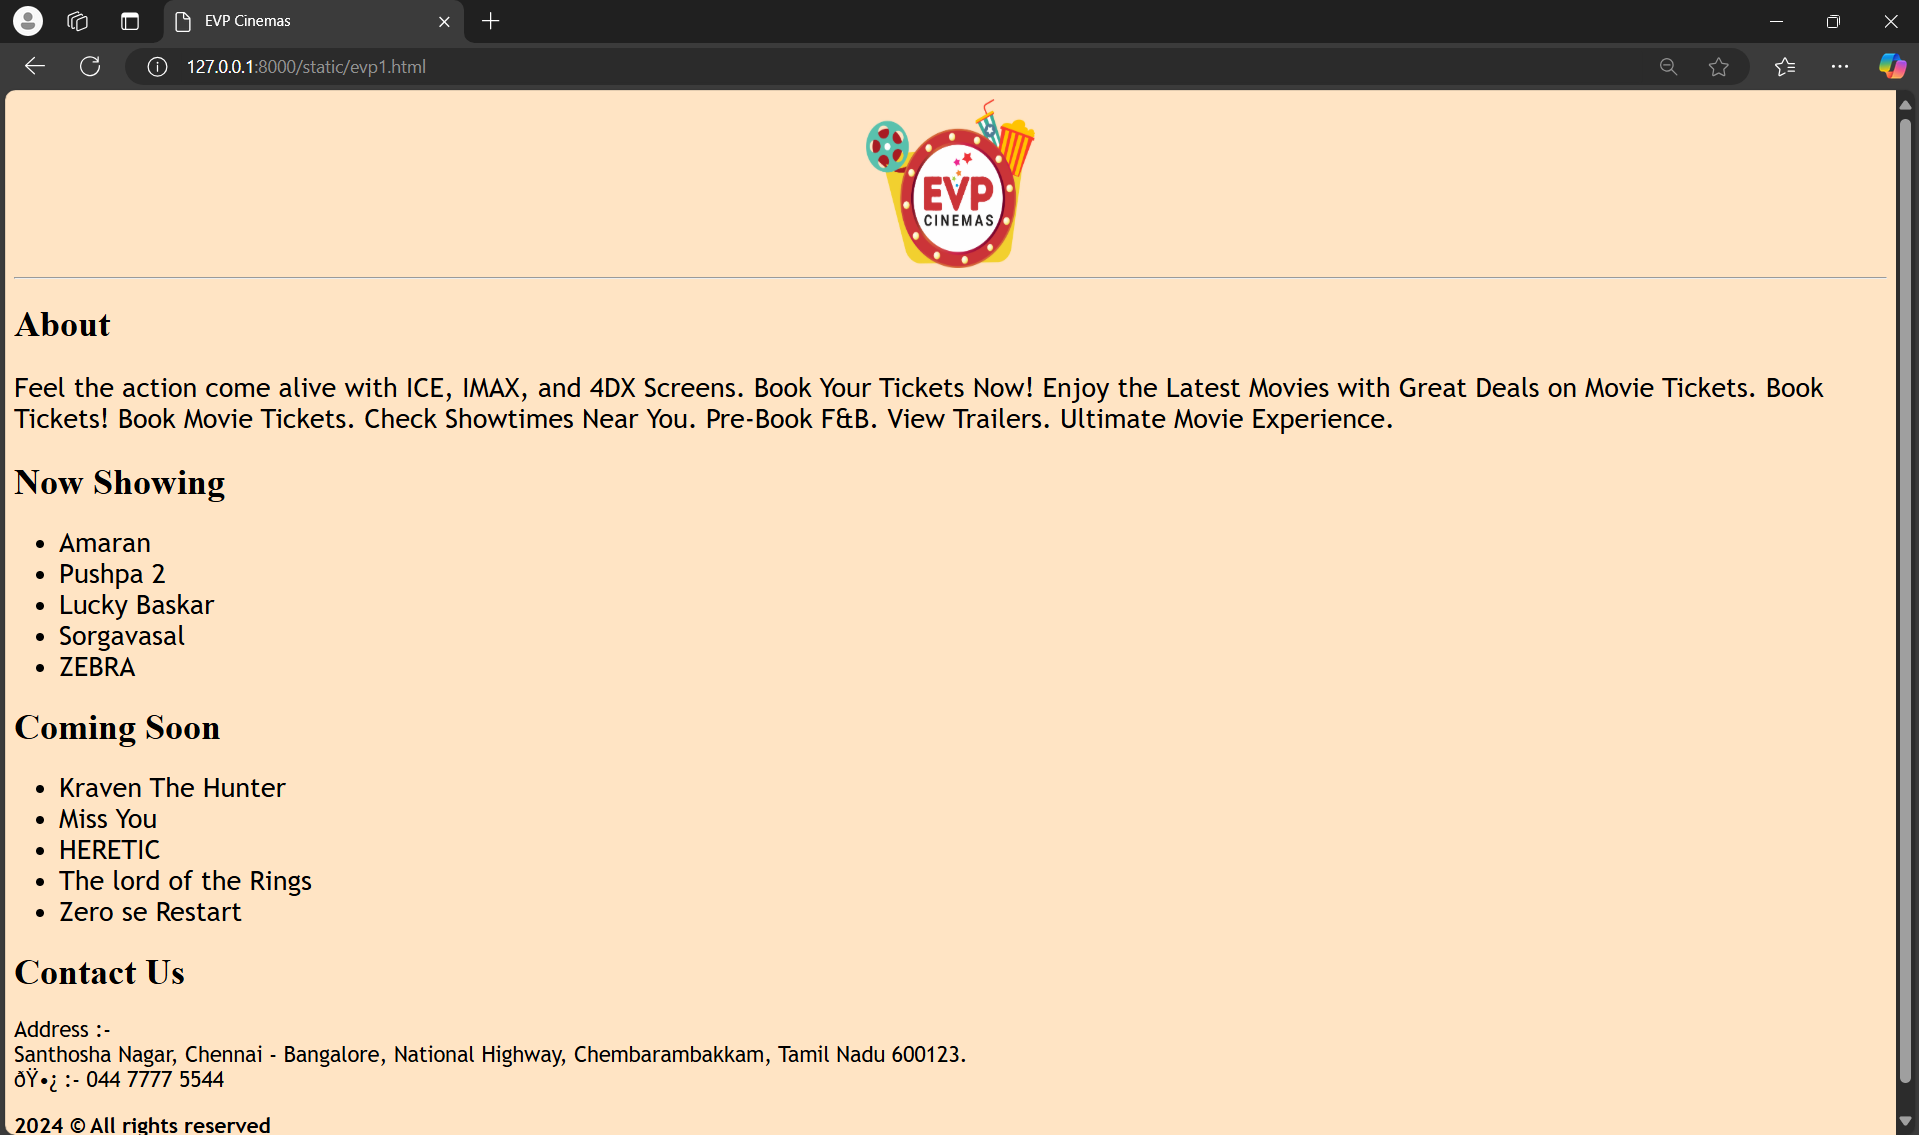 EVP Cinemas
127.0.0.1:8000/static/evp1.html
EVP
CINEMAS
About
Feel the action come alive with ICE, IMAX, and 4DX Screens. Book Your Tickets Now! Enjoy the Latest Movies with Great Deals on Movie Tickets. Book
Tickets! Book Movie Tickets. Check Showtimes Near You. Pre-Book F&B. View Trailers. Ultimate Movie Experience.
Now Showing
• Amaran
• Pushpa 2
• Lucky Baskar
• Sorgavasal
• ZEBRA
Coming Soon
• Kraven The Hunter
• Miss You
• HERETIC
• The lord of the Rings
• Zero se Restart
Contact Us
Address :-
Santhosha Nagar, Chennai - Bangalore, National Highway, Chembarambakkam, Tamil Nadu 600123.
ðŸ•¿ :- 044 7777 5544
2024 © All rights reserved